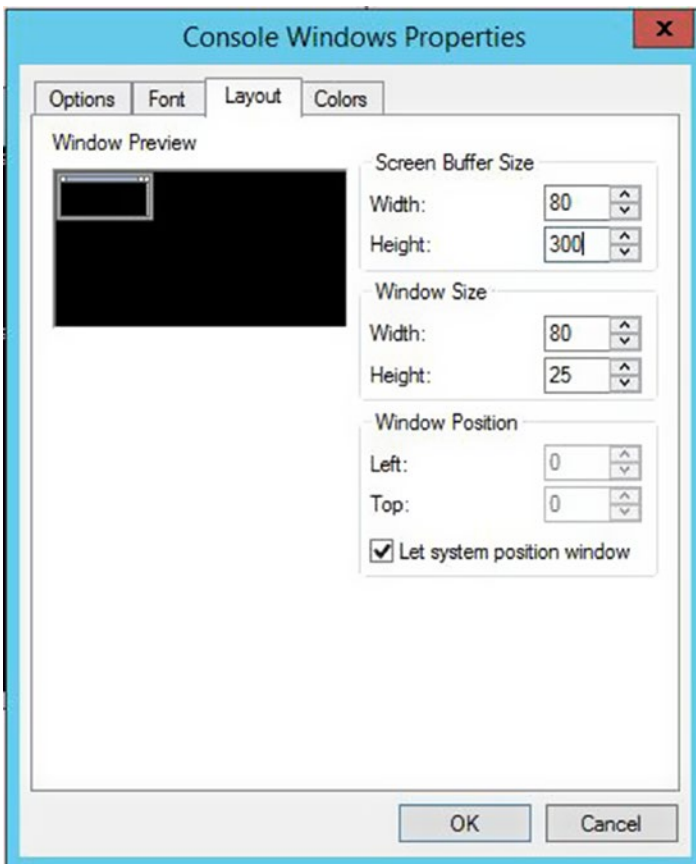 Console Windows Properties
x
Options Font Layout Colors
Window Preview
Screen Buffer Size
Width: 80
Height: 300
Window Size
Width: 80
Height: 25
Window Position
Left: 0
Top: 0
Let system position window
OK Cancel